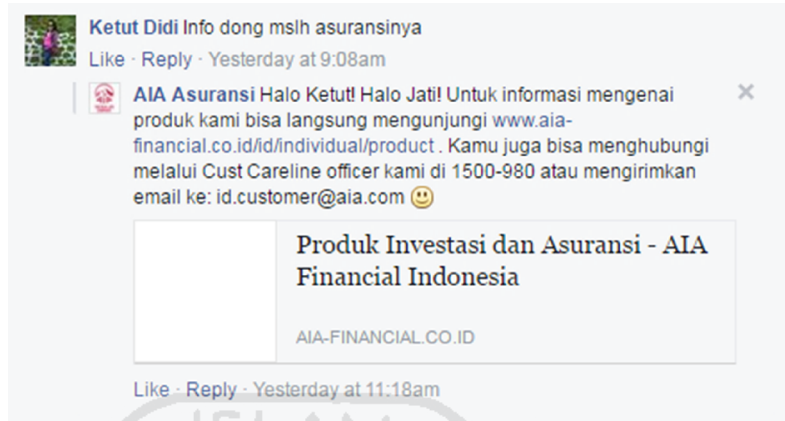 Ketut Didi Info dong mslh asuransinya
Like · Reply · Yesterday at 9:08am
AIA Asuransi Halo Ketut! Halo Jati! Untuk informasi mengenai
produk kami bisa langsung mengunjungi www.aia-
financial.co.id/id/individual/product . Kamu juga bisa menghubungi
melalui Cust Careline officer kami di 1500-980 atau mengirimkan
email ke: id.customer@aia.com
Produk Investasi dan Asuransi - AIA
Financial Indonesia
AIA-FINANCIAL.CO.ID
Like · Reply · Yesterday at 11:18am